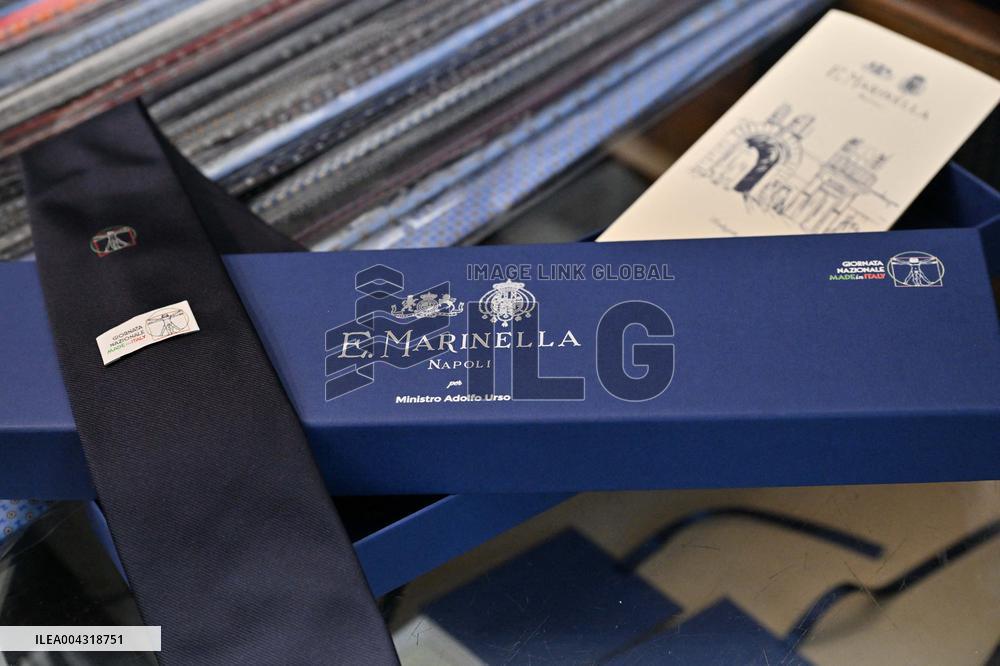 E. MARINELLA
NAPOLI
GIORNATA
NAZIONALE
MADE in ITALY
IMAGE LINK GLOBAL
ILG
E. MARINELLA
NAPOLI
per
Ministro Adolfo Urso
GIORNATA
NAZIONALE
MADE in ITALY
ILEA004318751